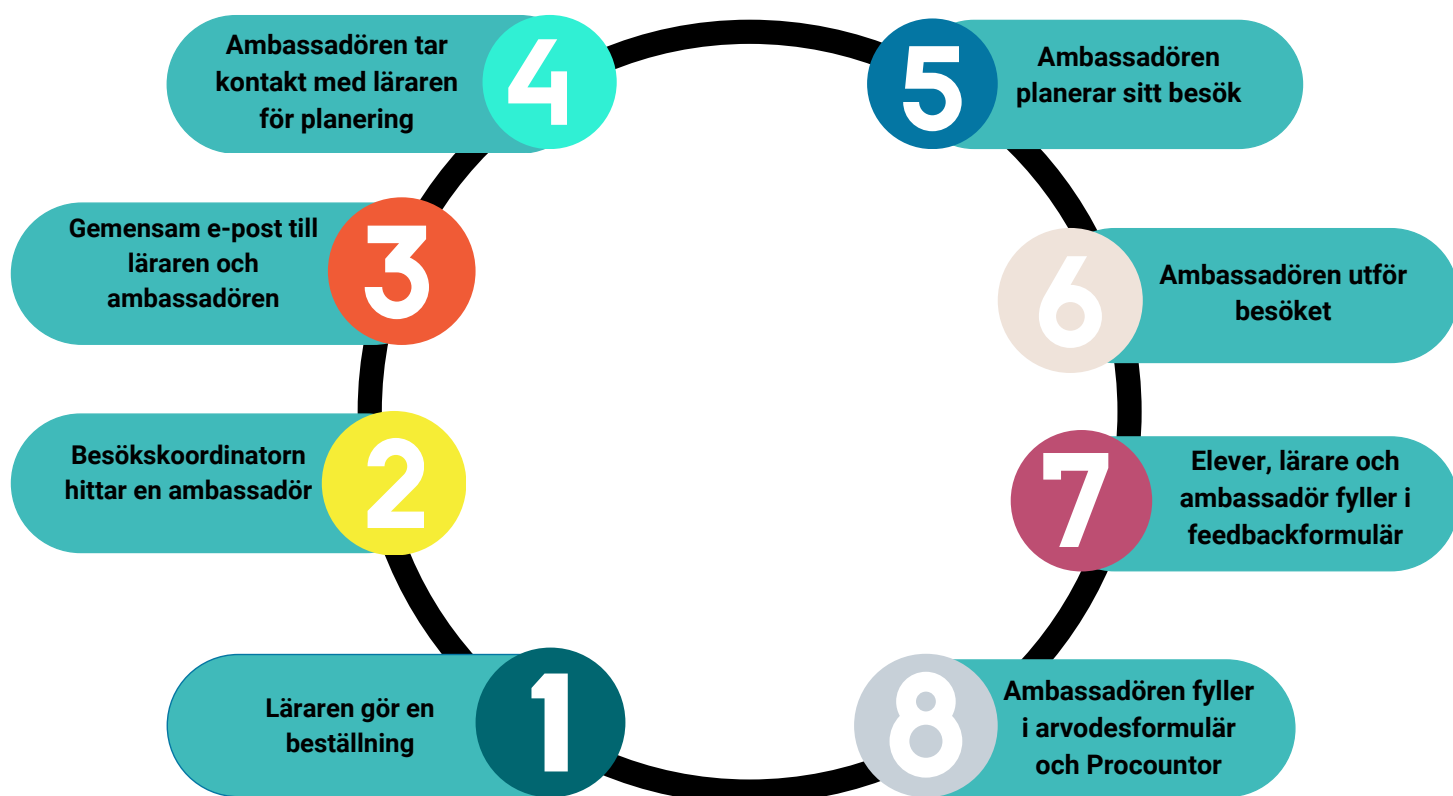 1
Läraren gör en
beställning
2
Besökskoordinatorn
hittar en ambassadör
3
Gemensam e-post till
läraren och
ambassadören
4
Ambassadören tar
kontakt med läraren
för planering
5
Ambassadören
planerar sitt besök
6
Ambassadören utför
besöket
7
Elever, lärare och
ambassadör fyller i
feedbackformulär
8
Ambassadören fyller
i arvodesformulär
och Procountor